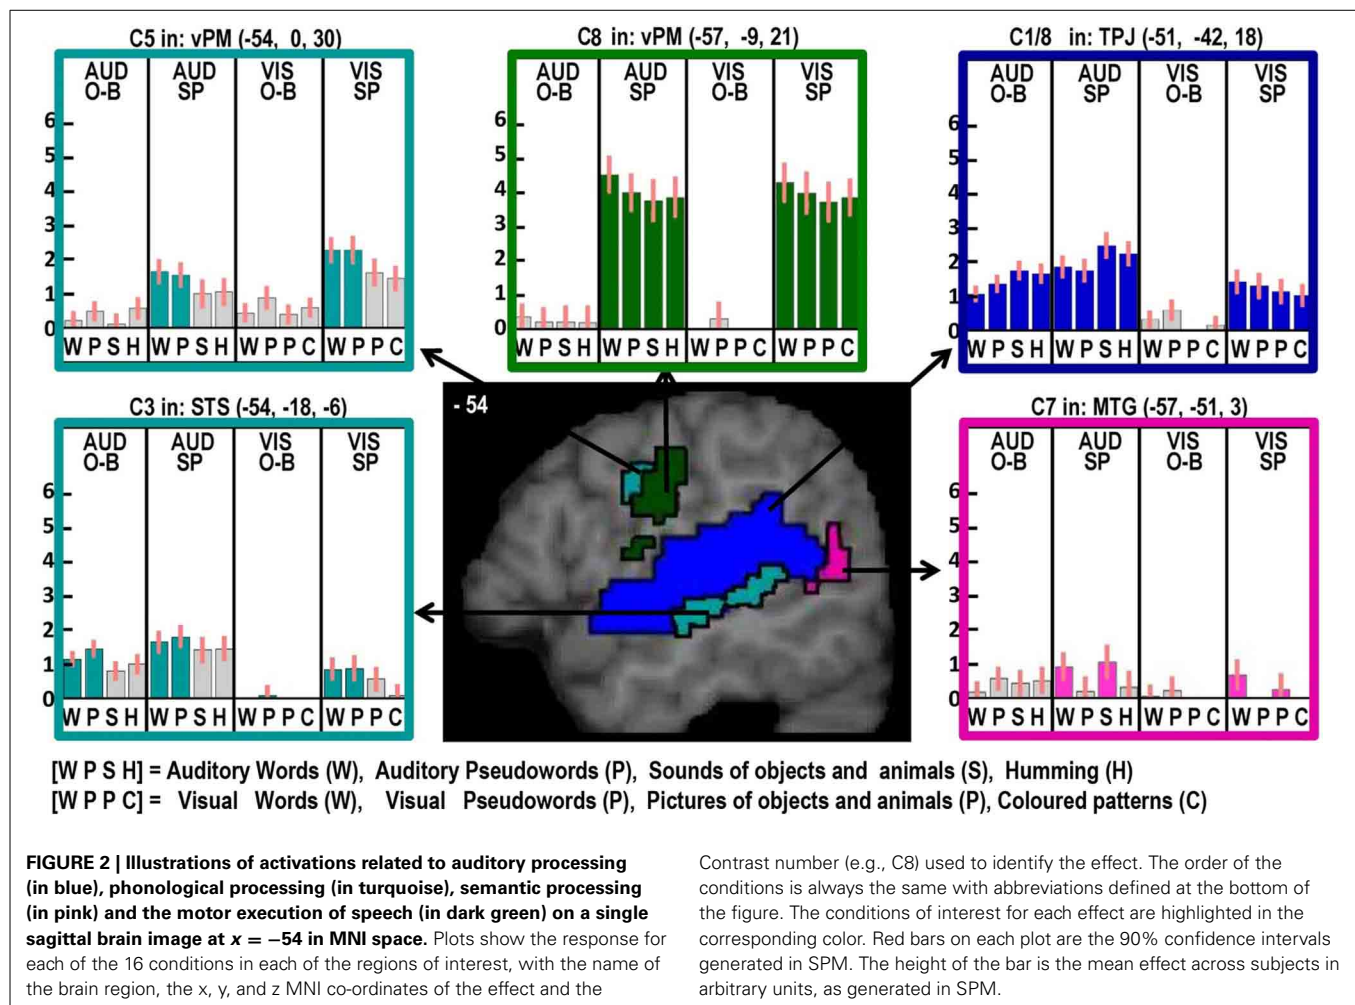 C5 in: vPM (-54, 0, 30)
AUD AUD VIS VIS
O-B SP O-B SP
6
5
4
3
2
1
0
W P S H W P S H W P P C W P P C
C8 in: vPM (-57, -9, 21)
AUD AUD VIS VIS
O-B SP O-B SP
6
5
4
3
2
1
0
W P S H W P S H W P P C W P P C
C1/8 in: TPJ (-51, -42, 18)
AUD AUD VIS VIS
O-B SP O-B SP
6
5
4
3
2
1
0
W P S H W P S H W P P C W P P C
C3 in: STS (-54, -18, -6)
AUD AUD VIS VIS
O-B SP O-B SP
6
5
4
3
2
1
0
W P S H W P S H W P P C W P P C
- 54
C7 in: MTG (-57, -51, 3)
AUD AUD VIS VIS
O-B SP O-B SP
6
5
4
3
2
1
0
W P S H W P S H W P P C W P P C
[W P S H] = Auditory Words (W), Auditory Pseudowords (P), Sounds of objects and animals (S), Humming (H)
[W P P C] = Visual Words (W), Visual Pseudowords (P), Pictures of objects and animals (P), Coloured patterns (C)
FIGURE 2 | Illustrations of activations related to auditory processing
(in blue), phonological processing (in turquoise), semantic processing
(in pink) and the motor execution of speech (in dark green) on a single
sagittal brain image at x = −54 in MNI space. Plots show the response for
each of the 16 conditions in each of the regions of interest, with the name of
the brain region, the x, y, and z MNI co-ordinates of the effect and the
Contrast number (e.g., C8) used to identify the effect. The order of the
conditions is always the same with abbreviations defined at the bottom of
the figure. The conditions of interest for each effect are highlighted in the
corresponding color. Red bars on each plot are the 90% confidence intervals
generated in SPM. The height of the bar is the mean effect across subjects in
arbitrary units, as generated in SPM.